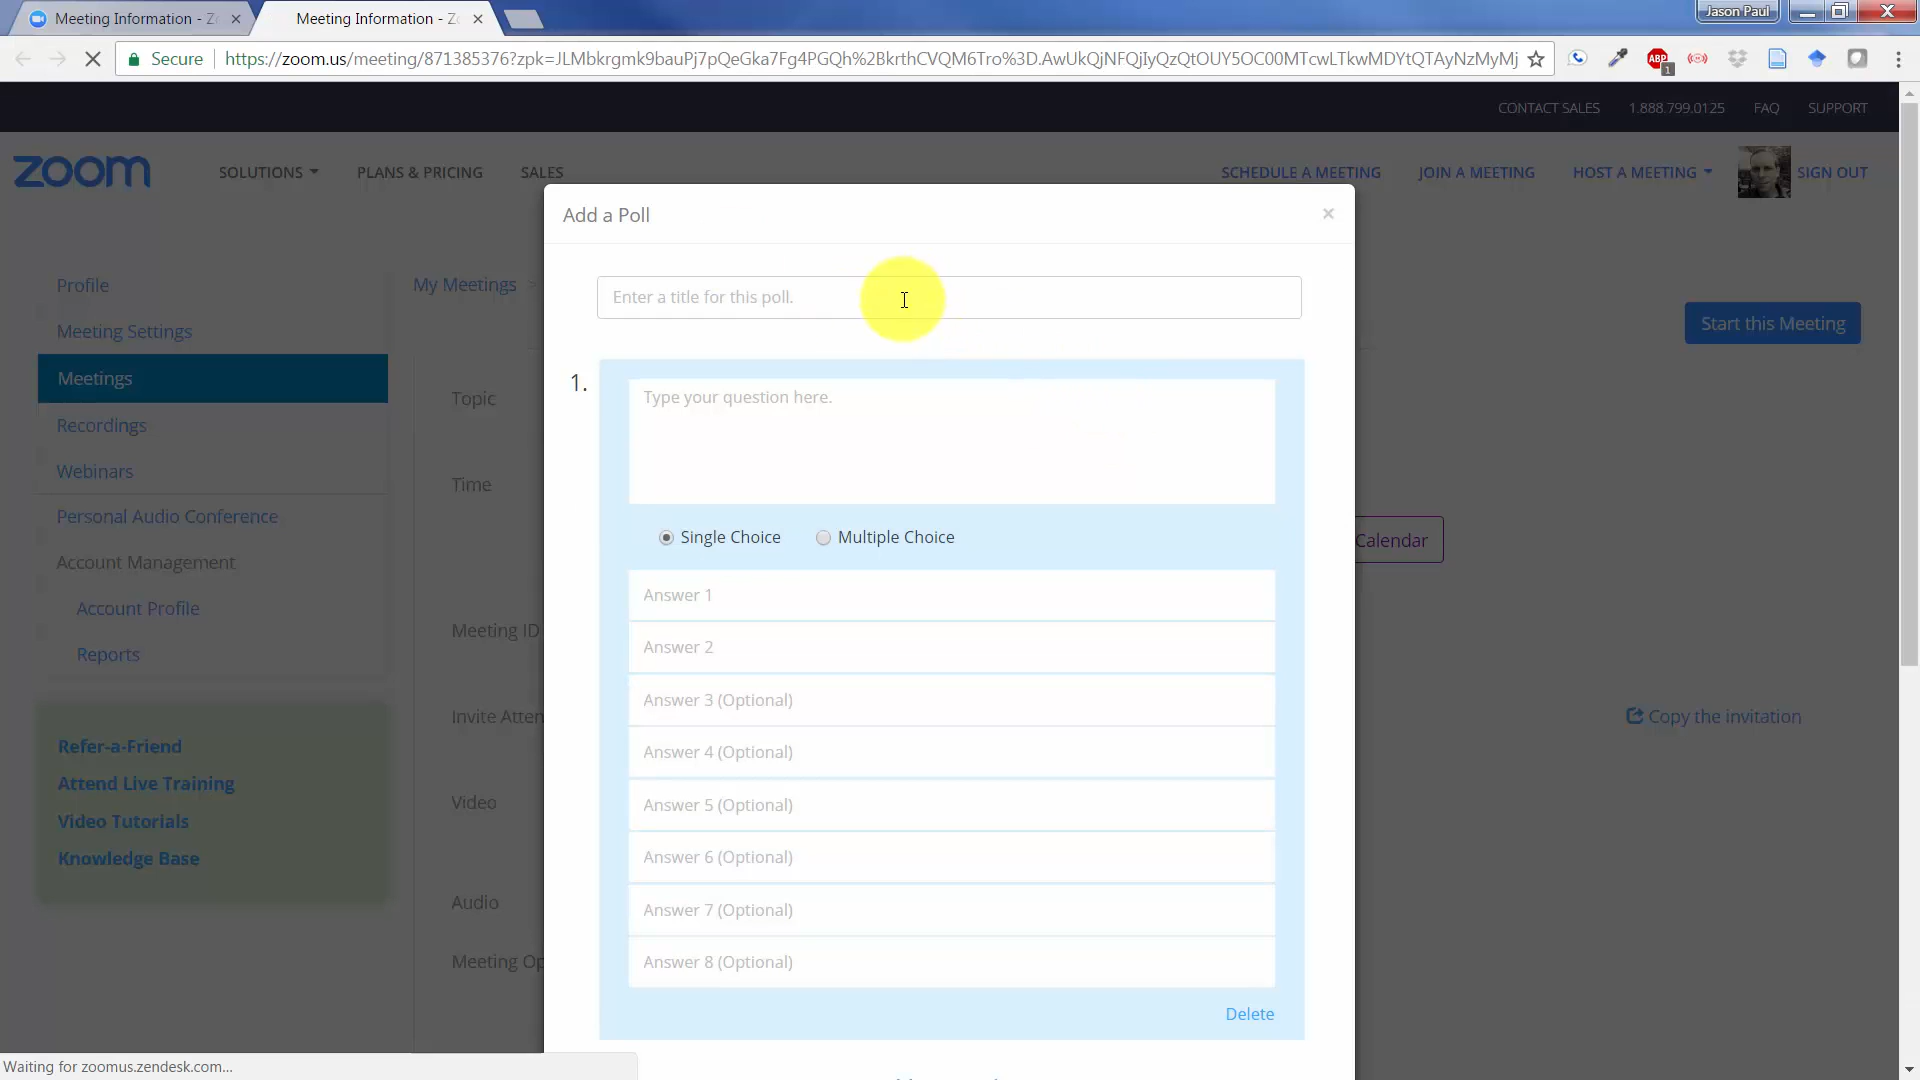 Meeting Information - Zo
Meeting Information - Zo
Jason Paul
Secure
https://zoom.us/meeting/871385376?zpk=JLMbkrgmk9bauPj7pQeGka7Fg4PGQh%2BkrthCVQM6Tro%3D.AwUkQjNFQjIyQzQtOUY5OC00MTcwLTkwMDYtQTAyNzMyMj
ABP
1
CONTACT SALES
1.888.799.0125
FAQ
SUPPORT
zoom
SOLUTIONS
PLANS & PRICING
SALES
SCHEDULE A MEETING
JOIN A MEETING
HOST A MEETING
SIGN OUT
Add a Poll
×
Profile
Meeting Settings
Meetings
Recordings
Webinars
Personal Audio Conference
Account Management
Account Profile
Reports
Refer-a-Friend
Attend Live Training
Video Tutorials
Knowledge Base
My Meetings >
Start this Meeting
Topic
Time
Calendar
Meeting ID
Invite Atten
Copy the invitation
Video
Audio
Meeting Op
Enter a title for this poll.
1.
Type your question here.
Single Choice
Multiple Choice
Answer 1
Answer 2
Answer 3 (Optional)
Answer 4 (Optional)
Answer 5 (Optional)
Answer 6 (Optional)
Answer 7 (Optional)
Answer 8 (Optional)
Delete
Waiting for zoomus.zendesk.com...